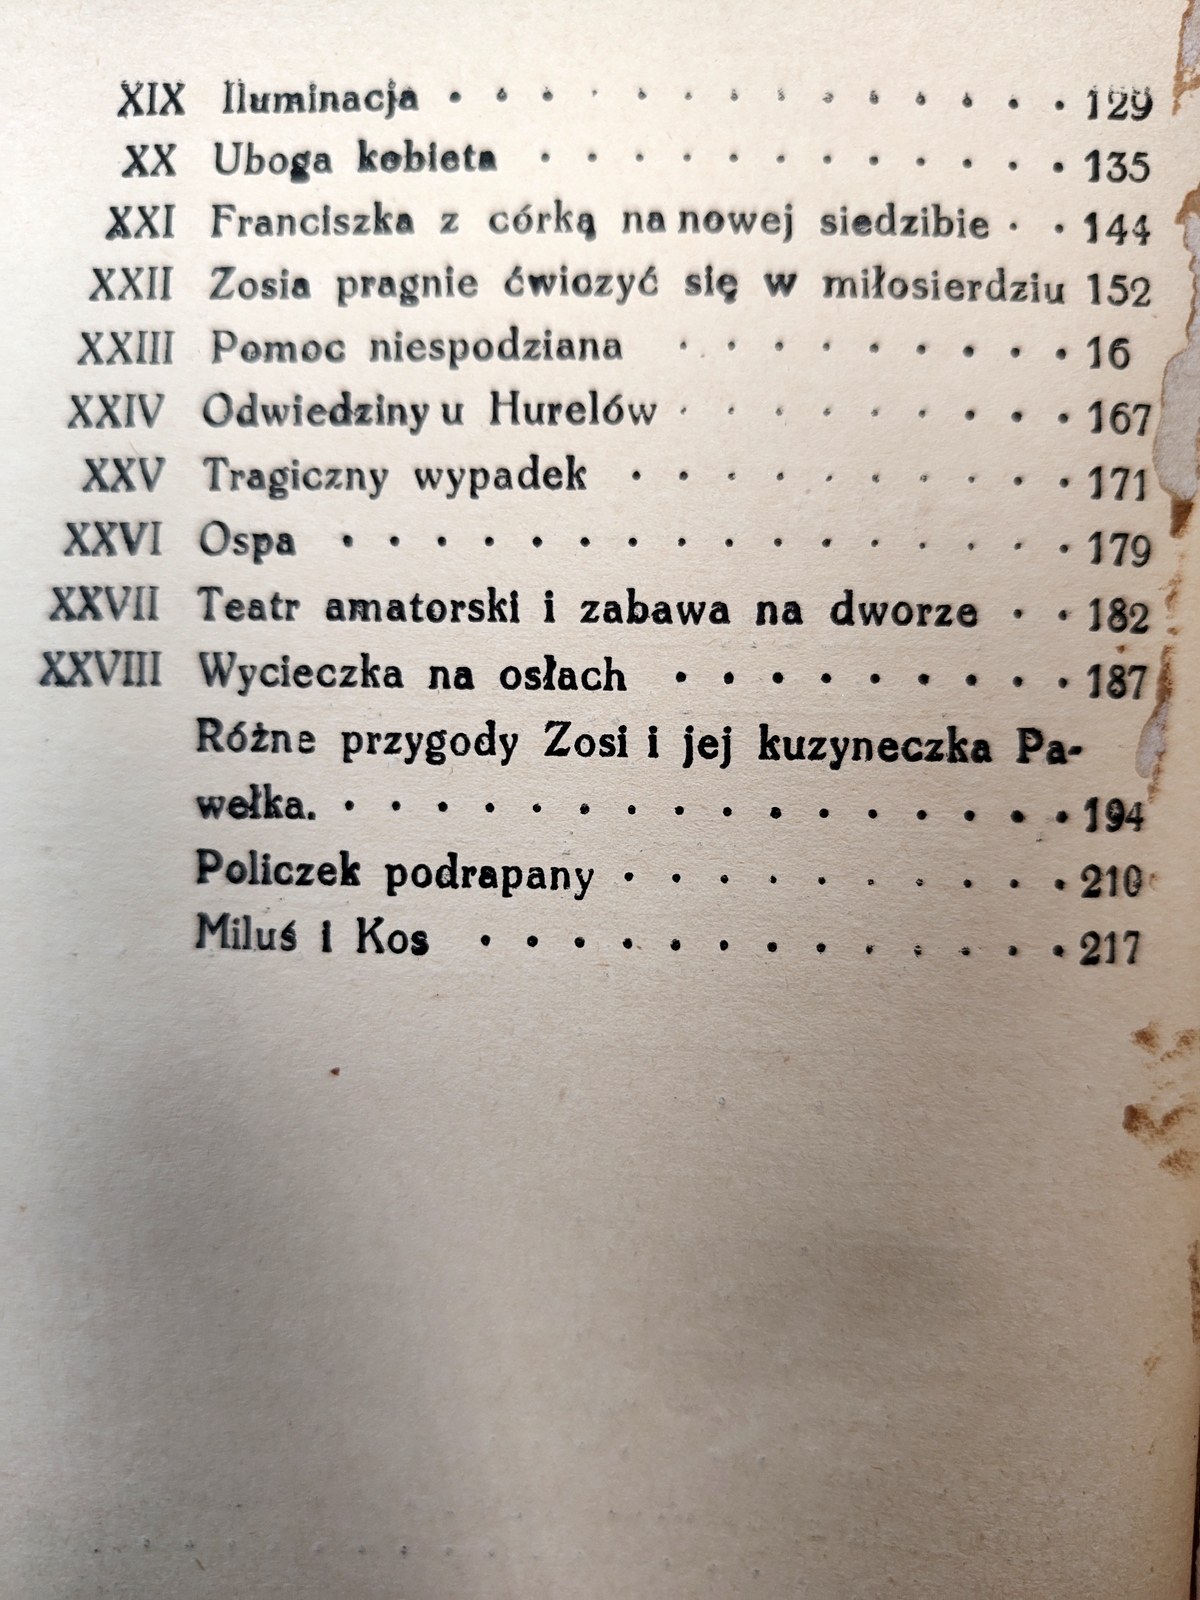 XIX Iluminacja . . . . . . . . . . . . . . 129
XX Uboga kobieta . . . . . . . . . . . . 135
XXI Franciszka z córką na nowej siedzibie . . 144
XXII Zosia pragnie ćwiczyć się w miłosierdziu 152
XXIII Pomoc niespodziana . . . . . . . . . 16
XXIV Odwiedziny u Hurelów . . . . . . . . . 167
XXV Tragiczny wypadek . . . . . . . . . . 171
XXVI Ospa . . . . . . . . . . . . . . . . 179
XXVII Teatr amatorski i zabawa na dworze . . 182
XXVIII Wycieczka na osłach . . . . . . . . . 187
Różne przygody Zosi i jej kuzyneczka Pa-
wełka. . . . . . . . . . . . . . . . . 194
Policzek podrapany . . . . . . . . . . 210
Miluś i Kos . . . . . . . . . . . . . 217